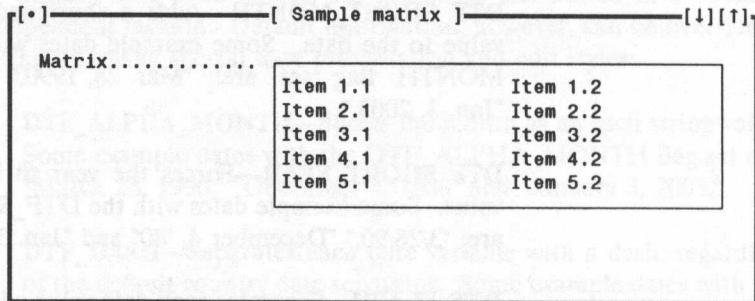 [•] [ Sample matrix ] [↓][↑]
Matrix...............
Item 1.1 Item 1.2
Item 2.1 Item 2.2
Item 3.1 Item 3.2
Item 4.1 Item 4.2
Item 5.1 Item 5.2